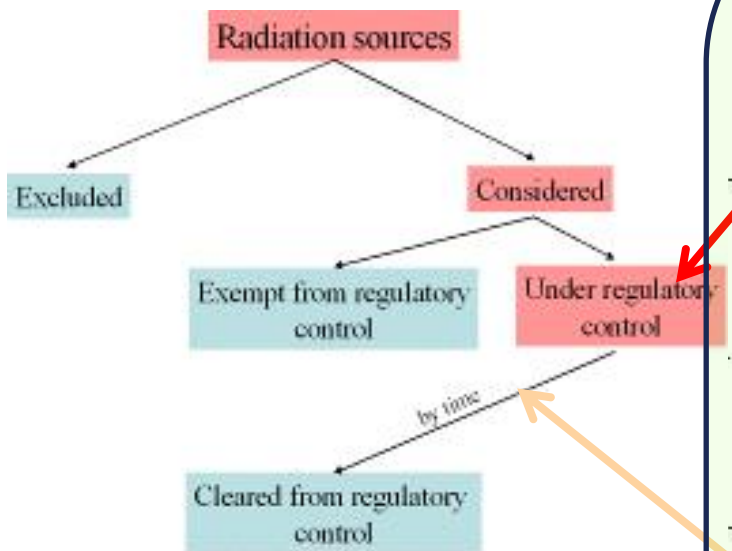 Radiation sources
Excluded
Considered
Exempt from regulatory
control
Under regulatory
control
by time
Cleared from regulatory
control